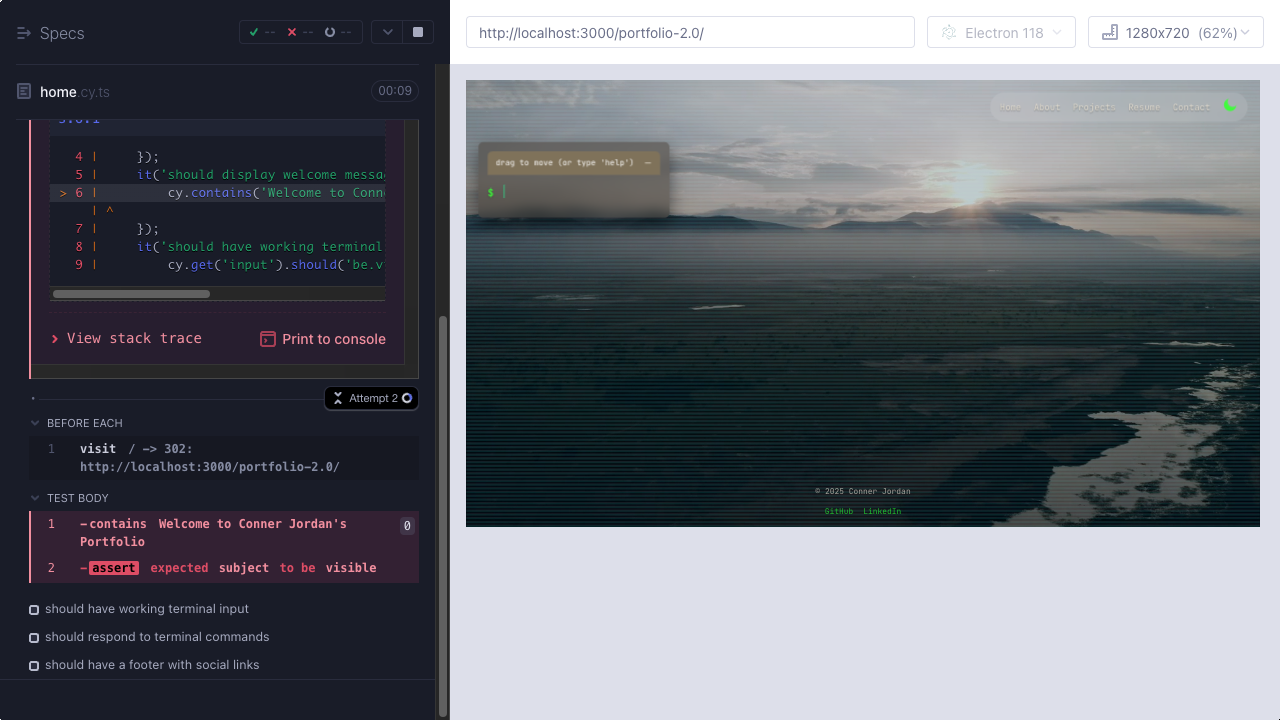 Specs
-- -- --
home.cy.ts
00:09
4 | });
5 | it('should display welcome messa
> 6 | cy.contains('Welcome to Conn
| ^
7 | });
8 | it('should have working terminal
9 | cy.get('input').should('be.v
View stack trace
Print to console
Attempt 2
BEFORE EACH
1 visit / -> 302:
http://localhost:3000/portfolio-2.0/
TEST BODY
1 -contains Welcome to Conner Jordan's
Portfolio
0
2 -assert expected subject to be visible
should have working terminal input
should respond to terminal commands
should have a footer with social links
http://localhost:3000/portfolio-2.0/
Electron 118
1280x720 (62%)
Home About Projects Resume Contact
drag to move (or type 'help') —
$
© 2025 Conner Jordan
GitHub LinkedIn